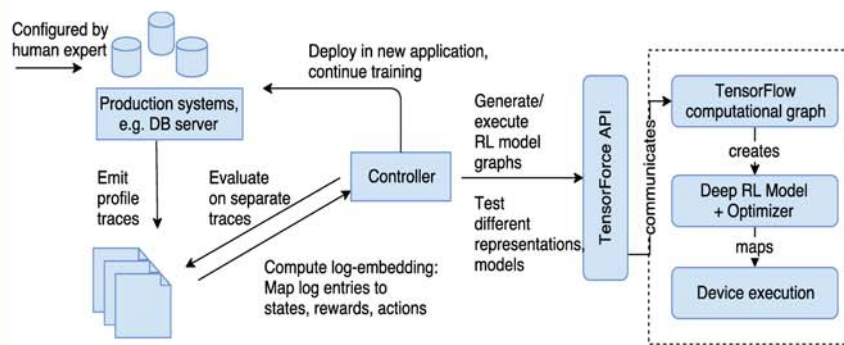 Configured by
human expert
Production systems,
e.g. DB server
Emit
profile
traces
Evaluate
on separate
traces
Deploy in new application,
continue training
Controller
Compute log-embedding:
Map log entries to
states, rewards, actions
Generate/
execute
RL model
graphs
Test
different
representations,
models
TensorForce API
communicates
TensorFlow
computational graph
creates
Deep RL Model
+ Optimizer
maps
Device execution